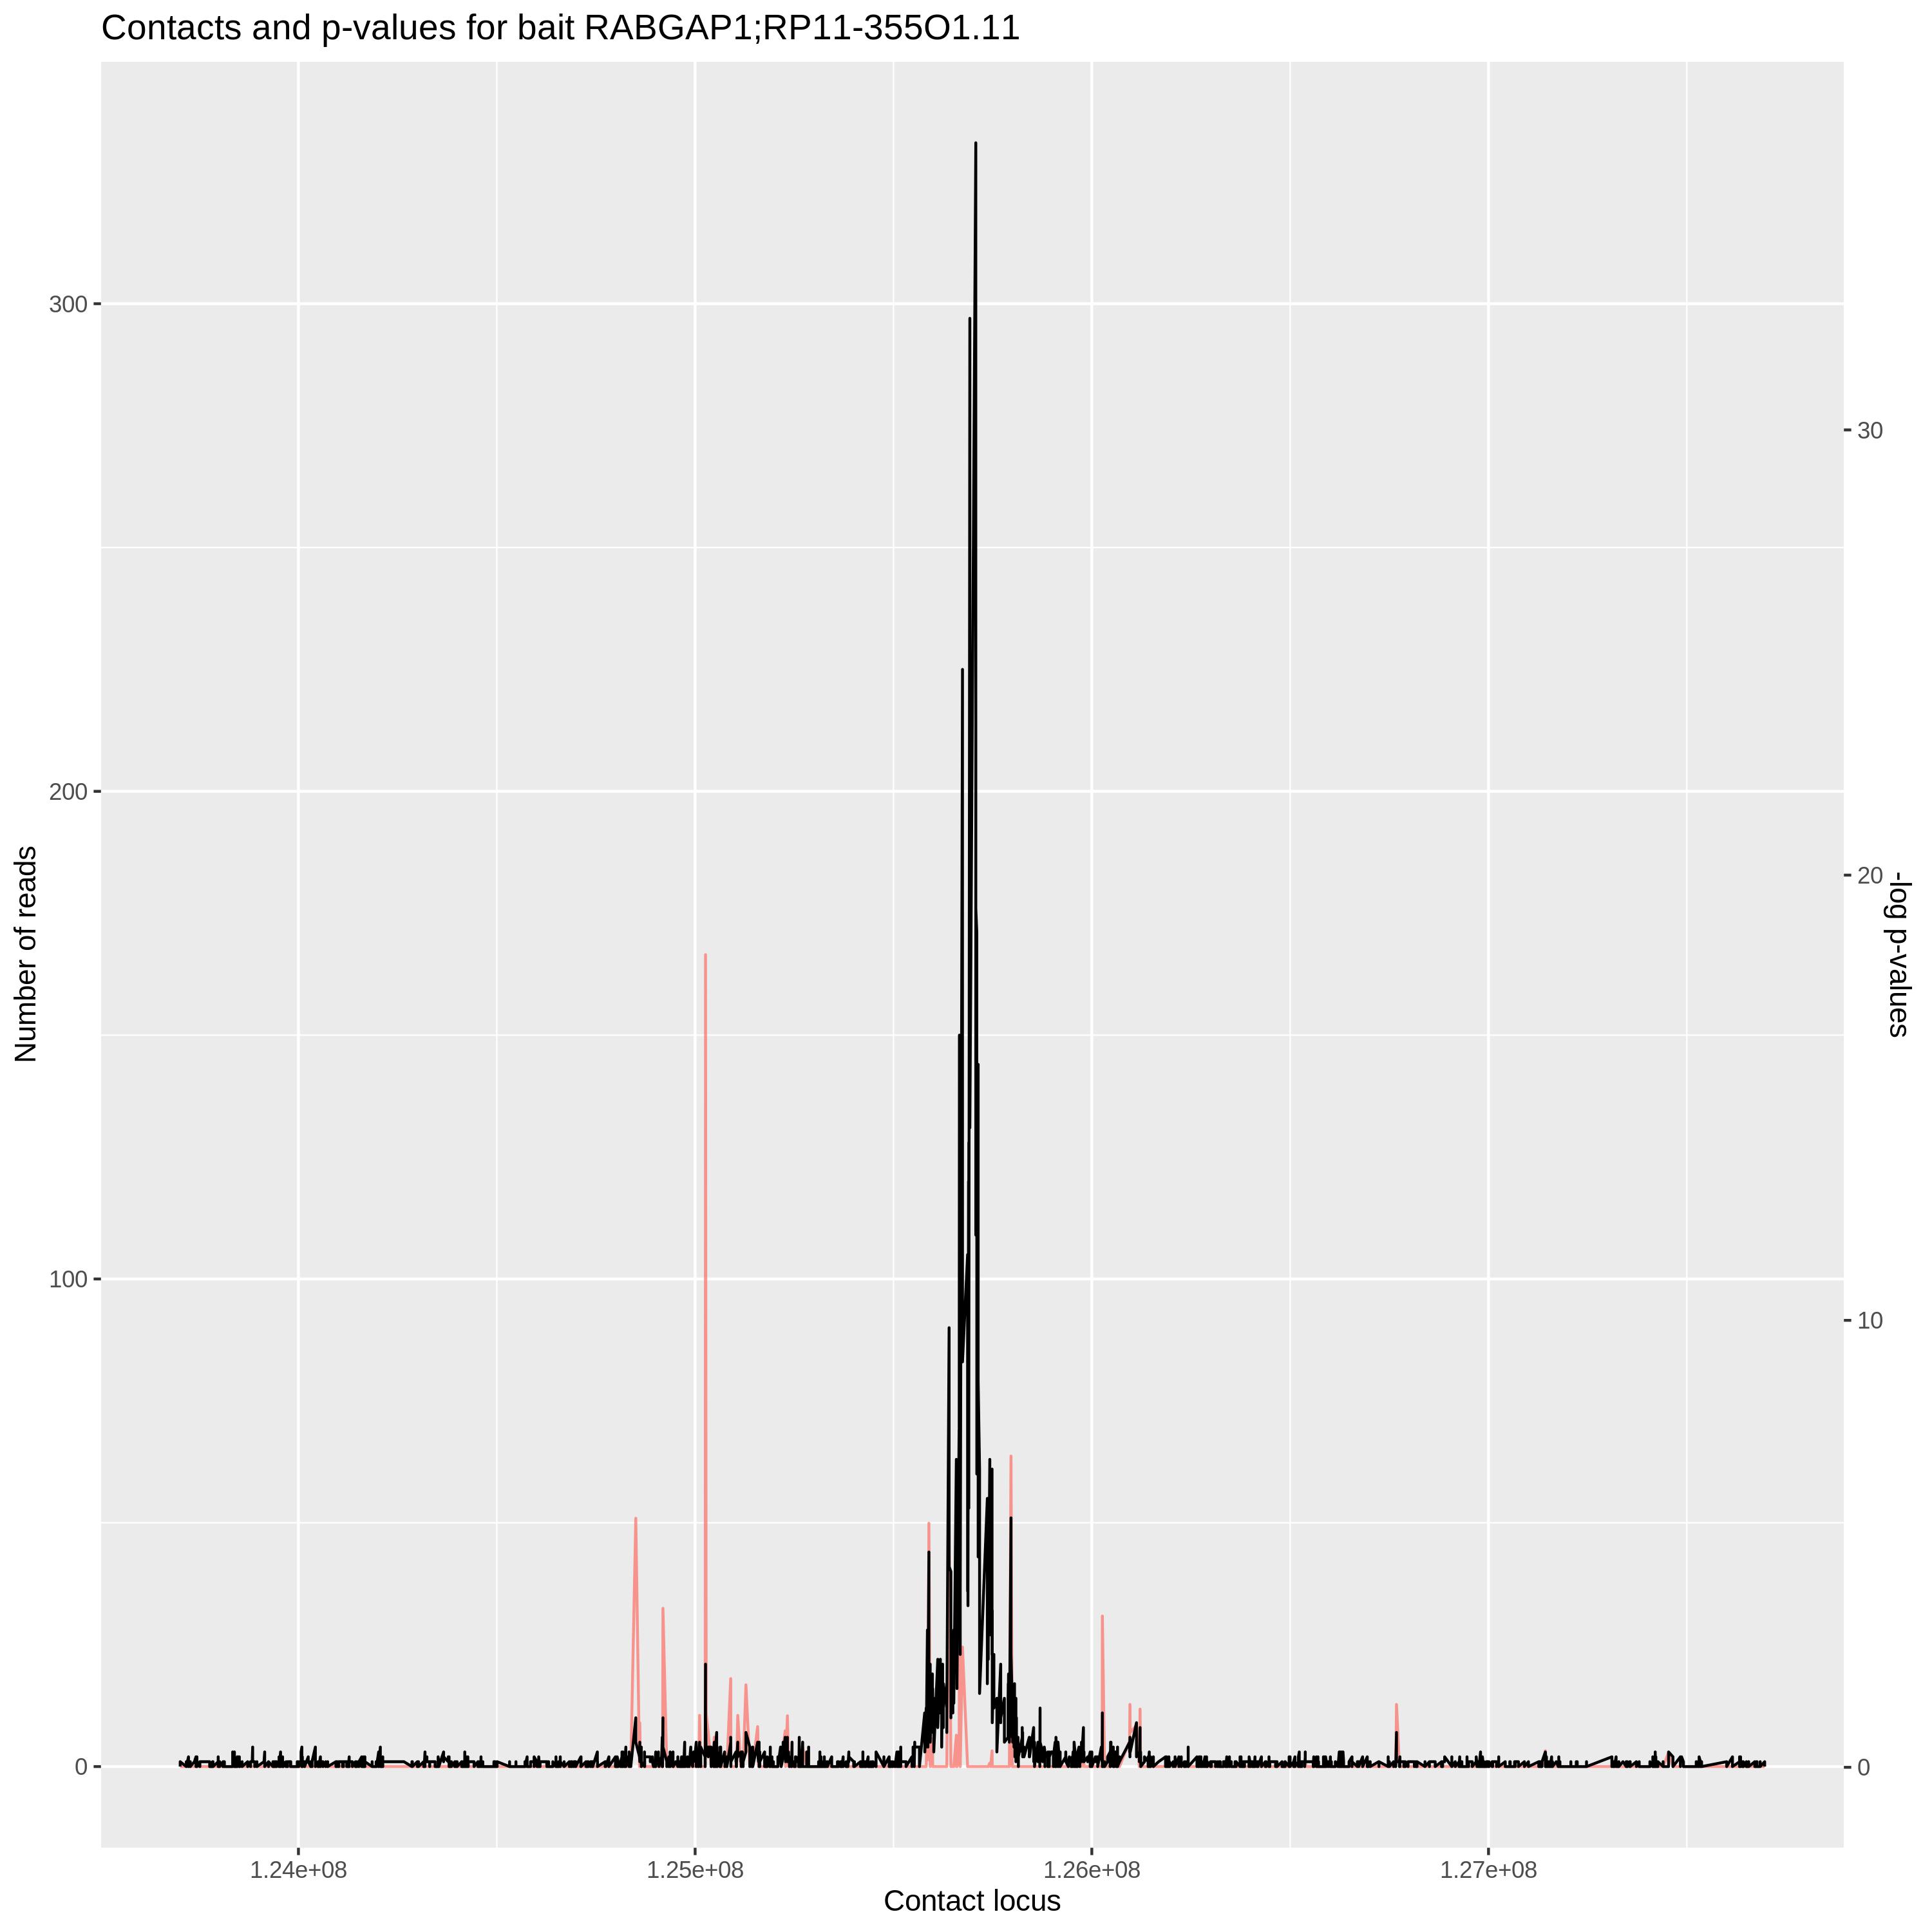 Contacts and p-values for bait RABGAP1;RP11-355O1.11
Number of reads
300
200
100
0
30
20
10
0
-log p-values
1.24e+08
1.25e+08
1.26e+08
1.27e+08
Contact locus